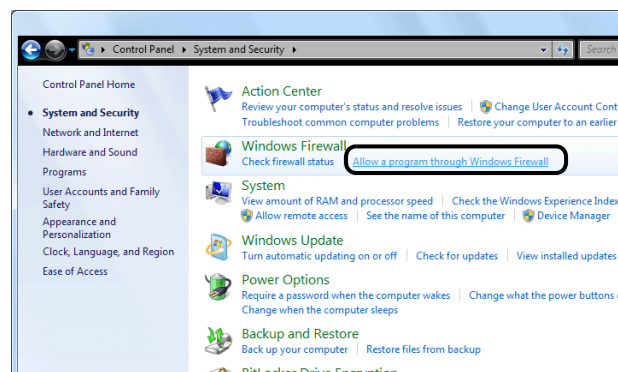 Control Panel ▸ System and Security ▸ Search
Control Panel Home
System and Security
Network and Internet
Hardware and Sound
Programs
User Accounts and Family
Safety
Appearance and
Personalization
Clock, Language, and Region
Ease of Access
Action Center
Review your computer's status and resolve issues Change User Account Cont
Troubleshoot common computer problems Restore your computer to an earlier
Windows Firewall
Check firewall status Allow a program through Windows Firewall
System
View amount of RAM and processor speed Check the Windows Experience Index
Allow remote access See the name of this computer Device Manager
Windows Update
Turn automatic updating on or off Check for updates View installed updates
Power Options
Require a password when the computer wakes Change what the power buttons
Change when the computer sleeps
Backup and Restore
Back up your computer Restore files from backup
BitLocker Drive Encryption